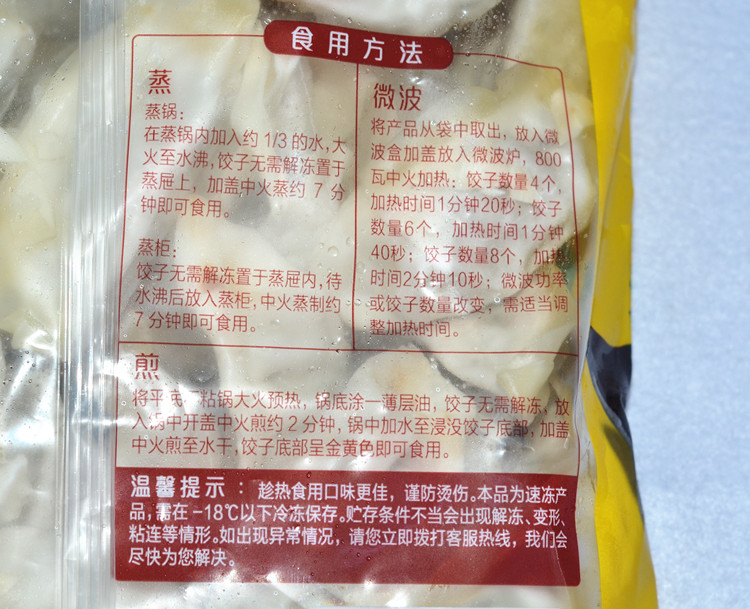 食用方法
蒸
蒸锅:
在蒸锅内加入约 1/3 的水,大
火至水沸,饺子无需解冻置于
蒸屉上,加盖中火蒸约 7 分
钟即可食用。
蒸柜:
饺子无需解冻置于蒸屉内,待
水沸后放入蒸柜,中火蒸制约
7分钟即可食用。
微波
将产品从袋中取出,放入微
波盒加盖放入微波炉,800
瓦中火加热:饺子数量4个,
加热时间1分钟20秒;饺子
数量6个,加热时间1分钟
40秒;饺子数量8个,加热
时间2分钟10秒;微波功率
或饺子数量改变,需适当调
整加热时间。
煎
将平底 粘锅大火预热,锅底涂一薄层油,饺子无需解冻,放
入锅中开盖中火煎约2分钟,锅中加水至浸没饺子底部,加盖
中火煎至水干,饺子底部呈金黄色即可食用。
温馨提示:趁热食用口味更佳,谨防烫伤。本品为速冻产
品,需在-18℃以下冷冻保存。贮存条件不当会出现解冻、变形、
粘连等情形。如出现异常情况,请您立即拨打客服热线,我们会
尽快为您解决。